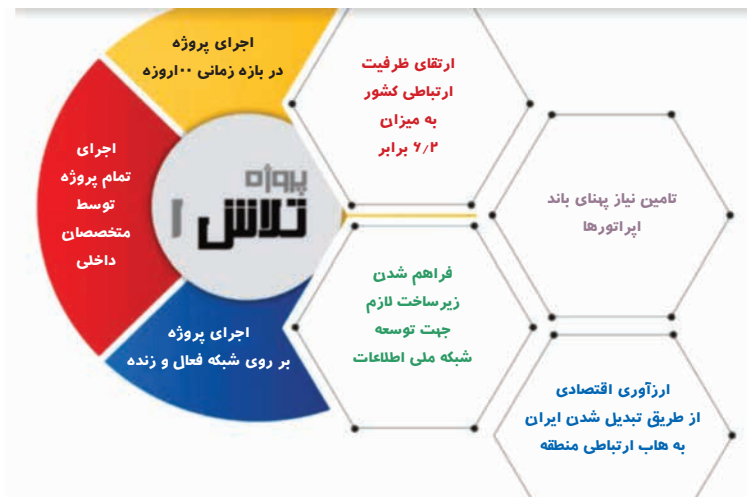 اجرای پروژه
در بازه زمانی ۱۰۰روزه
اجرای
تمام پروژه
توسط
متخصصان
داخلی
اجرای پروژه
بر روی شبکه فعال و زنده
پروژه
تلاش ۱
ارتقای ظرفیت
ارتباطی کشور
به میزان
۶٫۲ برابر
فراهم شدن
زیرساخت لازم
جهت توسعه
شبکه ملی اطلاعات
تامین نیاز پهنای باند
اپراتورها
ارزآوری اقتصادی
از طریق تبدیل شدن ایران
به هاب ارتباطی منطقه